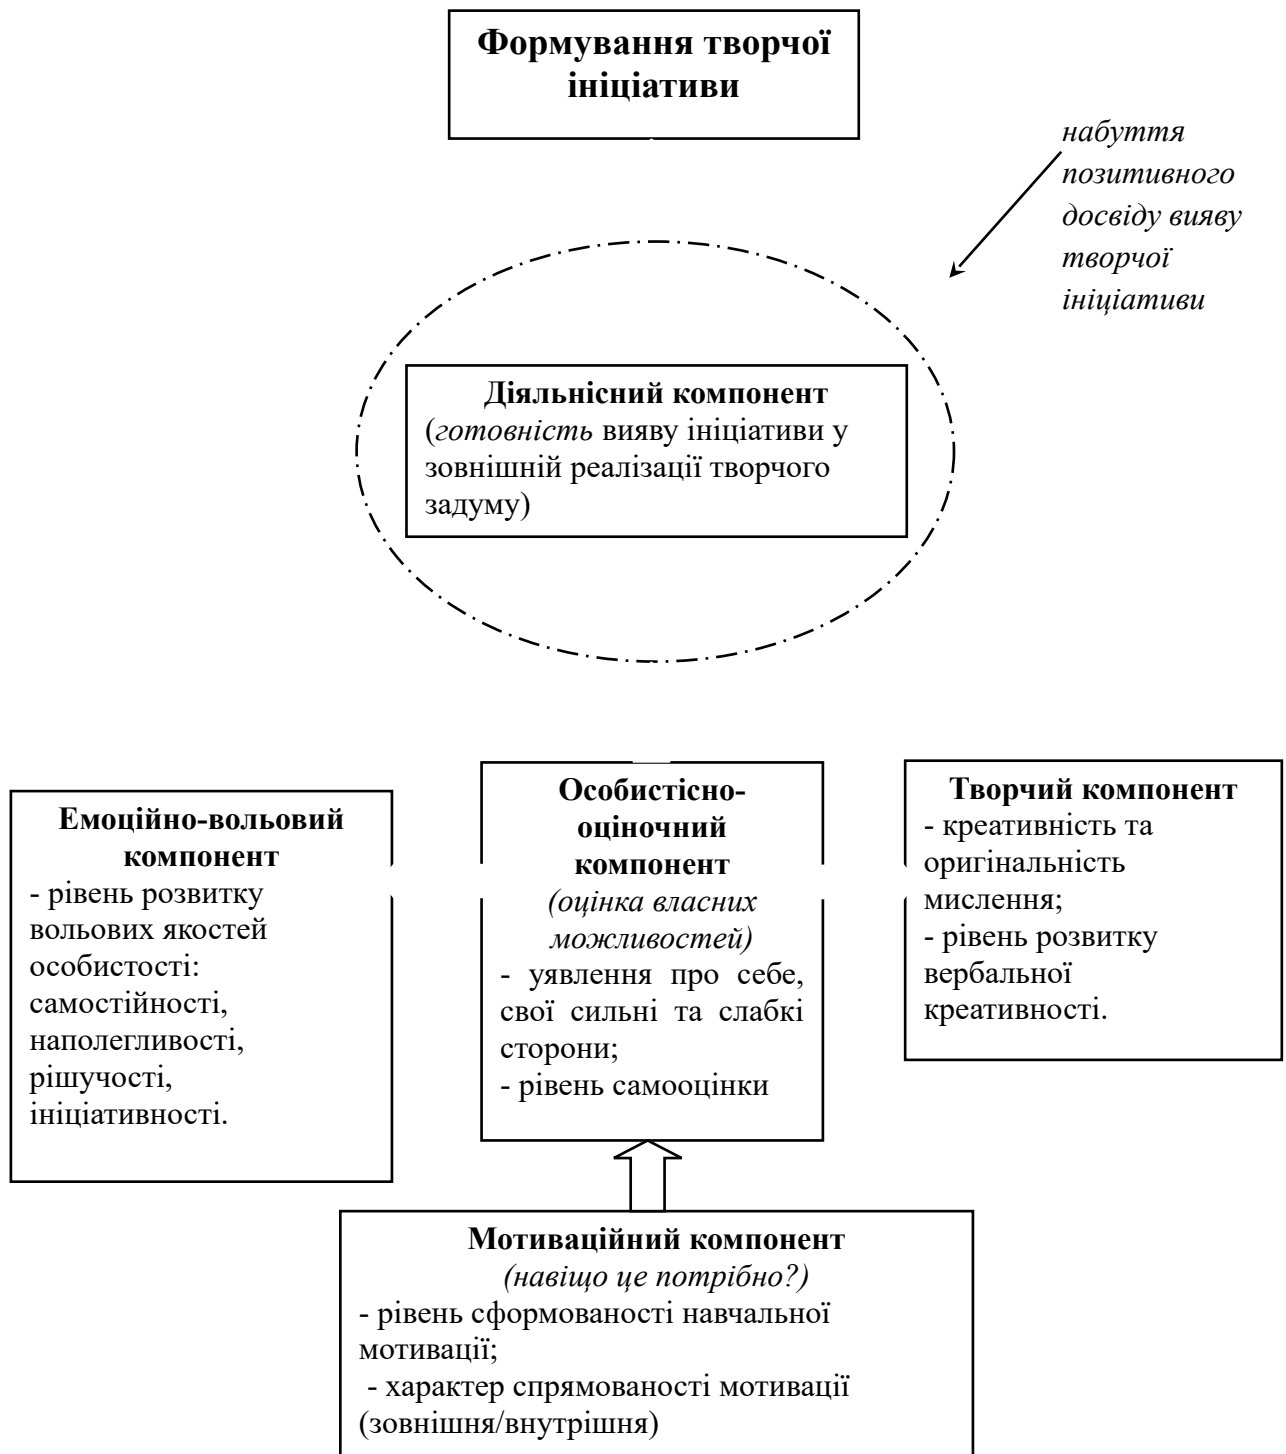 Формування творчої
ініціативи
набуття
позитивного
досвіду вияву
творчої
ініціативи
Діяльнісний компонент
(готовність вияву ініціативи у
зовнішній реалізації творчого
задуму)
Емоційно-вольовий
компонент
- рівень розвитку
вольових якостей
особистості:
самостійності,
наполегливості,
рішучості,
ініціативності.
Особистісно-
оціночний
компонент
(оцінка власних
можливостей)
- уявлення про себе,
свої сильні та слабкі
сторони;
- рівень самооцінки
Творчий компонент
- креативність та
оригінальність
мислення;
- рівень розвитку
вербальної
креативності.
Мотиваційний компонент
(навіщо це потрібно?)
- рівень сформованості навчальної
мотивації;
- характер спрямованості мотивації
(зовнішня/внутрішня)